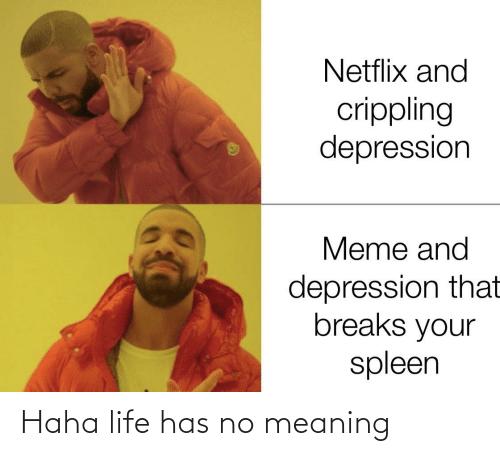 Netflix and
crippling
depression
Meme and
depression that
breaks your
spleen
Haha life has no meaning